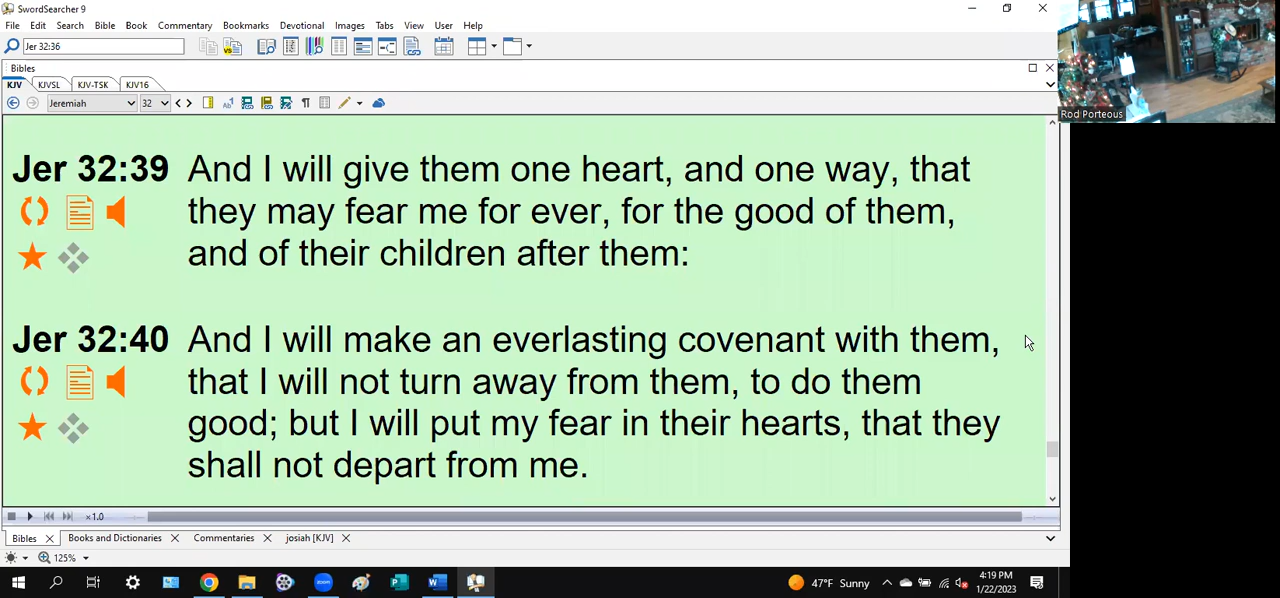 SwordSearcher 9
File Edit Search Bible Book Commentary Bookmarks Devotional Images Tabs View User Help
Jer 32:36
Bibles
KJV KJVSL KJV-TSK KJV16
Jeremiah 32
Jer 32:39 And I will give them one heart, and one way, that
they may fear me for ever, for the good of them,
and of their children after them:
Jer 32:40 And I will make an everlasting covenant with them,
that I will not turn away from them, to do them
good; but I will put my fear in their hearts, that they
shall not depart from me.
×1.0
Bibles Books and Dictionaries Commentaries josiah [KJV]
125%
47°F Sunny
4:19 PM
1/22/2023
Rod Porteous